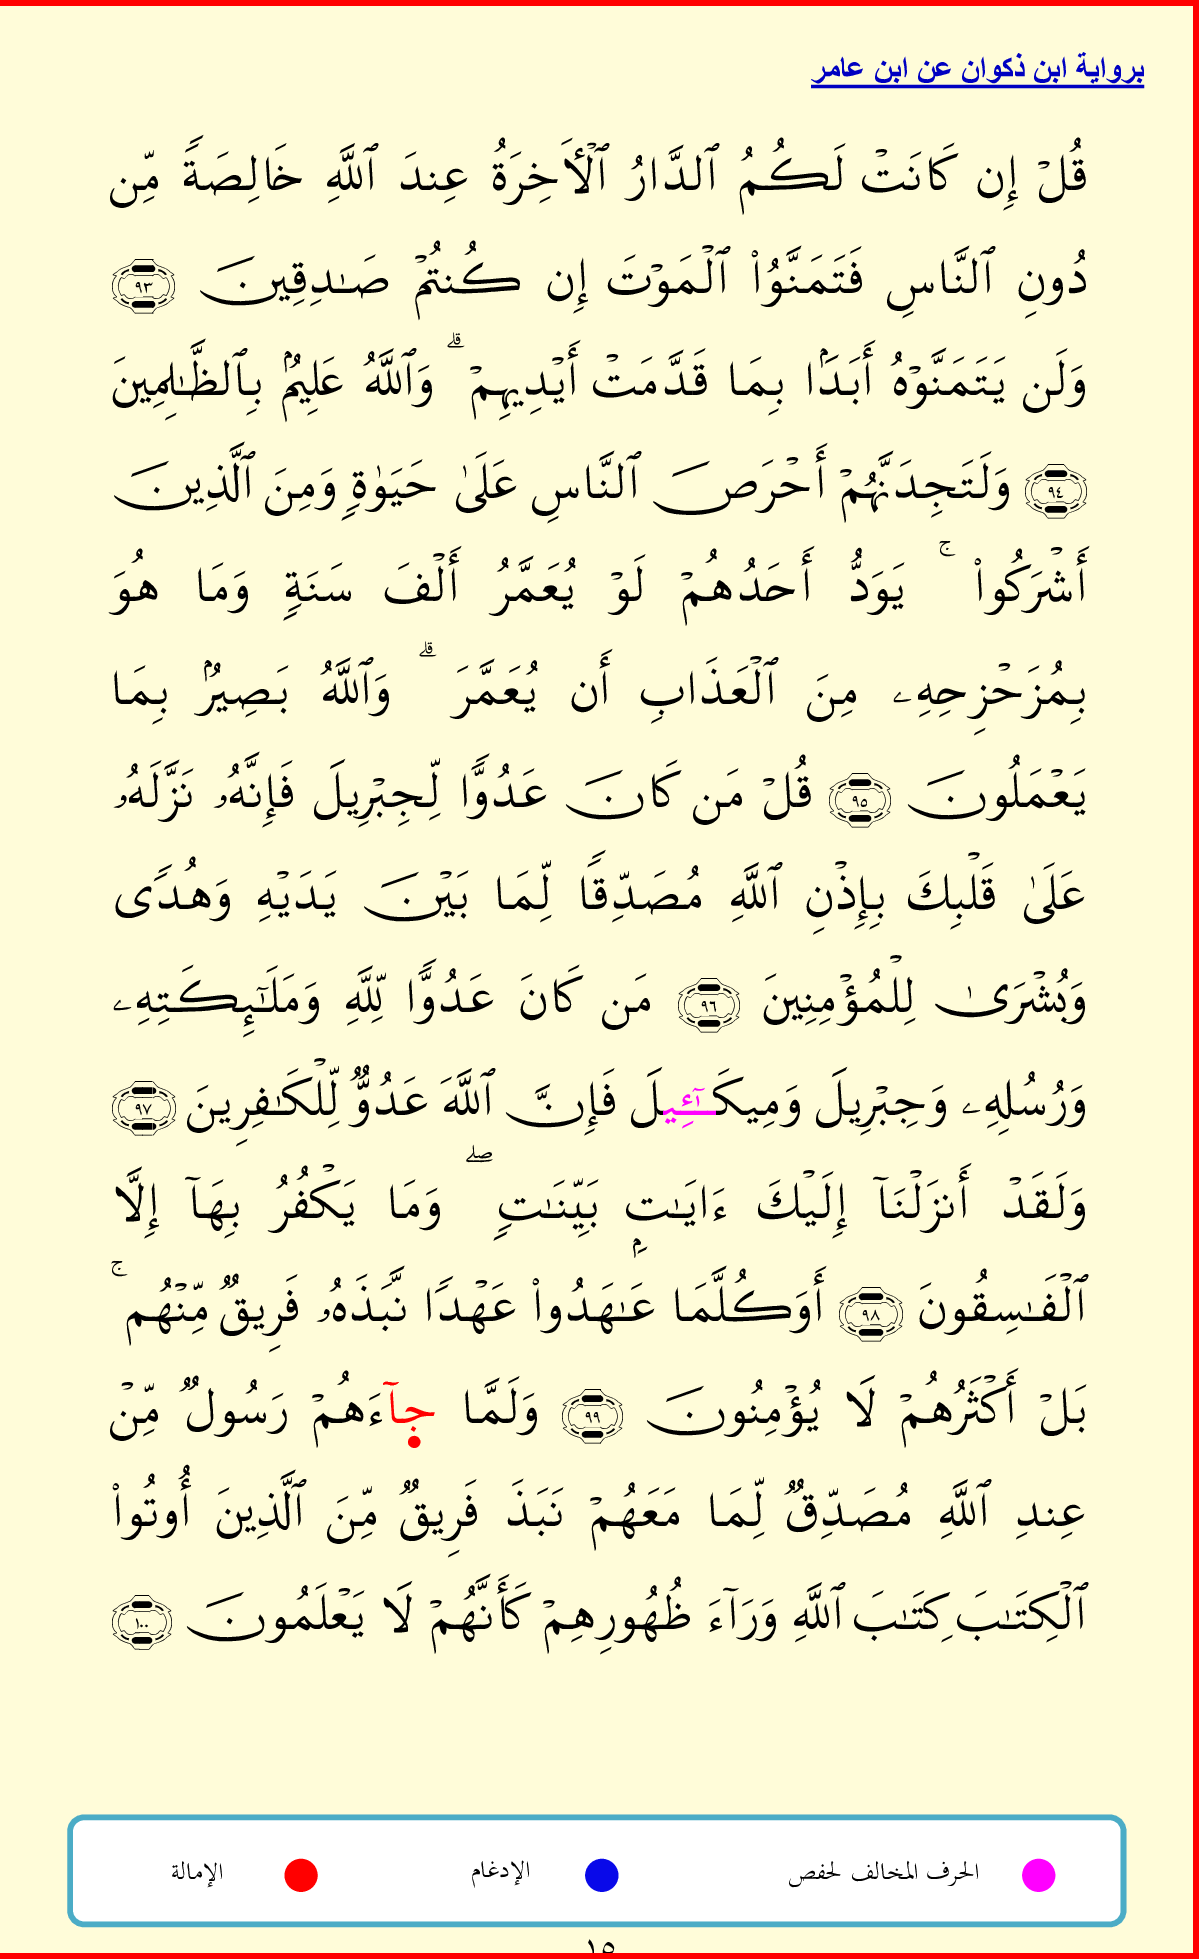 برواية ابن ذكوان عن ابن عامر
قُلۡ إِن كَانَتۡ لَكُمُ ٱلدَّارُ ٱلۡأٓخِرَةُ عِندَ ٱللَّهِ خَالِصَةٗ مِّن
دُونِ ٱلنَّاسِ فَتَمَنَّوُاْ ٱلۡمَوۡتَ إِن كُنتُمۡ صَٰدِقِينَ ٩٣
وَلَن يَتَمَنَّوۡهُ أَبَدَۢا بِمَا قَدَّمَتۡ أَيۡدِيهِمۡۚ وَٱللَّهُ عَلِيمُۢ بِٱلظَّٰلِمِينَ
٩٤ وَلَتَجِدَنَّهُمۡ أَحۡرَصَ ٱلنَّاسِ عَلَىٰ حَيَوٰةٖ وَمِنَ ٱلَّذِينَ
أَشۡرَكُواْۚ يَوَدُّ أَحَدُهُمۡ لَوۡ يُعَمَّرُ أَلۡفَ سَنَةٖ وَمَا هُوَ
بِمُزَحۡزِحِهِۦ مِنَ ٱلۡعَذَابِ أَن يُعَمَّرَۗ وَٱللَّهُ بَصِيرُۢ بِمَا
يَعۡمَلُونَ ٩٥ قُلۡ مَن كَانَ عَدُوّٗا لِّجِبۡرِيلَ فَإِنَّهُۥ نَزَّلَهُۥ
عَلَىٰ قَلۡبِكَ بِإِذۡنِ ٱللَّهِ مُصَدِّقٗا لِّمَا بَيۡنَ يَدَيۡهِ وَهُدٗى
وَبُشۡرَىٰ لِلۡمُؤۡمِنِينَ ٩٦ مَن كَانَ عَدُوّٗا لِّلَّهِ وَمَلَٰٓئِكَتِهِۦ
وَرُسُلِهِۦ وَجِبۡرِيلَ وَمِيكَـآئِيلَ فَإِنَّ ٱللَّهَ عَدُوّٞ لِّلۡكَٰفِرِينَ ٩٧
وَلَقَدۡ أَنزَلۡنَآ إِلَيۡكَ ءَايَٰتِۭ بَيِّنَٰتٖۖ وَمَا يَكۡفُرُ بِهَآ إِلَّا
ٱلۡفَٰسِقُونَ ٩٨ أَوَكُلَّمَا عَٰهَدُواْ عَهۡدٗا نَّبَذَهُۥ فَرِيقٞ مِّنۡهُمۚ
بَلۡ أَكۡثَرُهُمۡ لَا يُؤۡمِنُونَ ٩٩ وَلَمَّا جآءَهُمۡ رَسُولٞ مِّنۡ
عِندِ ٱللَّهِ مُصَدِّقٞ لِّمَا مَعَهُمۡ نَبَذَ فَرِيقٞ مِّنَ ٱلَّذِينَ أُوتُواْ
ٱلۡكِتَٰبَ كِتَٰبَ ٱللَّهِ وَرَآءَ ظُهُورِهِمۡ كَأَنَّهُمۡ لَا يَعۡلَمُونَ ١٠٠
الحرف المخالف لحفص الإدغام الإمالة
١٥